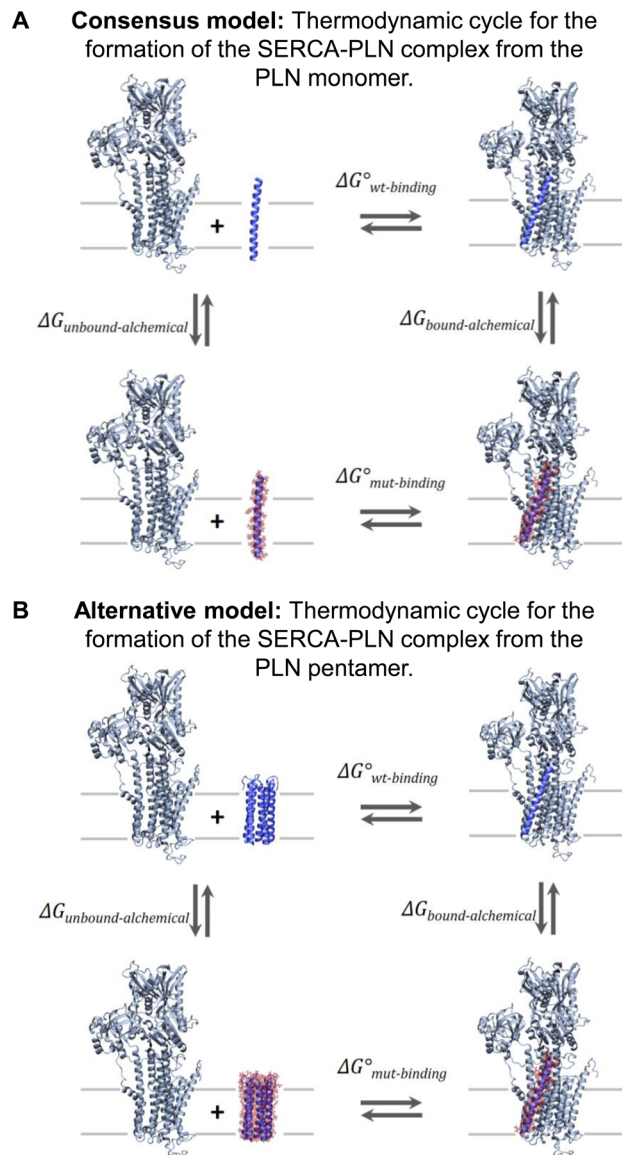 A Consensus model: Thermodynamic cycle for the
formation of the SERCA-PLN complex from the
PLN monomer.
ΔG°wt-binding
+
ΔGunbound-alchemical
ΔGbound-alchemical
ΔG°mut-binding
+
B Alternative model: Thermodynamic cycle for the
formation of the SERCA-PLN complex from the
PLN pentamer.
ΔG°wt-binding
+
ΔGunbound-alchemical
ΔGbound-alchemical
ΔG°mut-binding
+